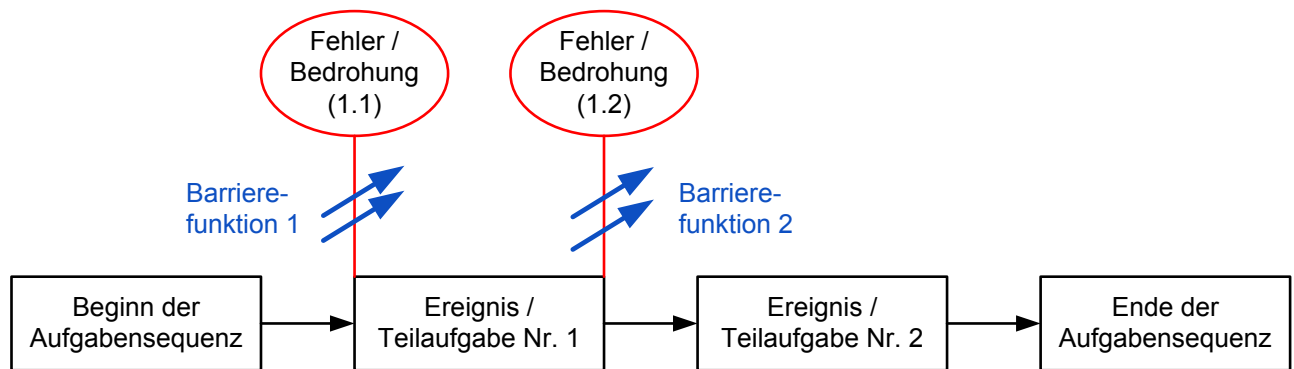 Fehler /
Bedrohung
(1.1)
Fehler /
Bedrohung
(1.2)
Barriere-
funktion 1
Barriere-
funktion 2
Beginn der
Aufgabensequenz
Ereignis /
Teilaufgabe Nr. 1
Ereignis /
Teilaufgabe Nr. 2
Ende der
Aufgabensequenz